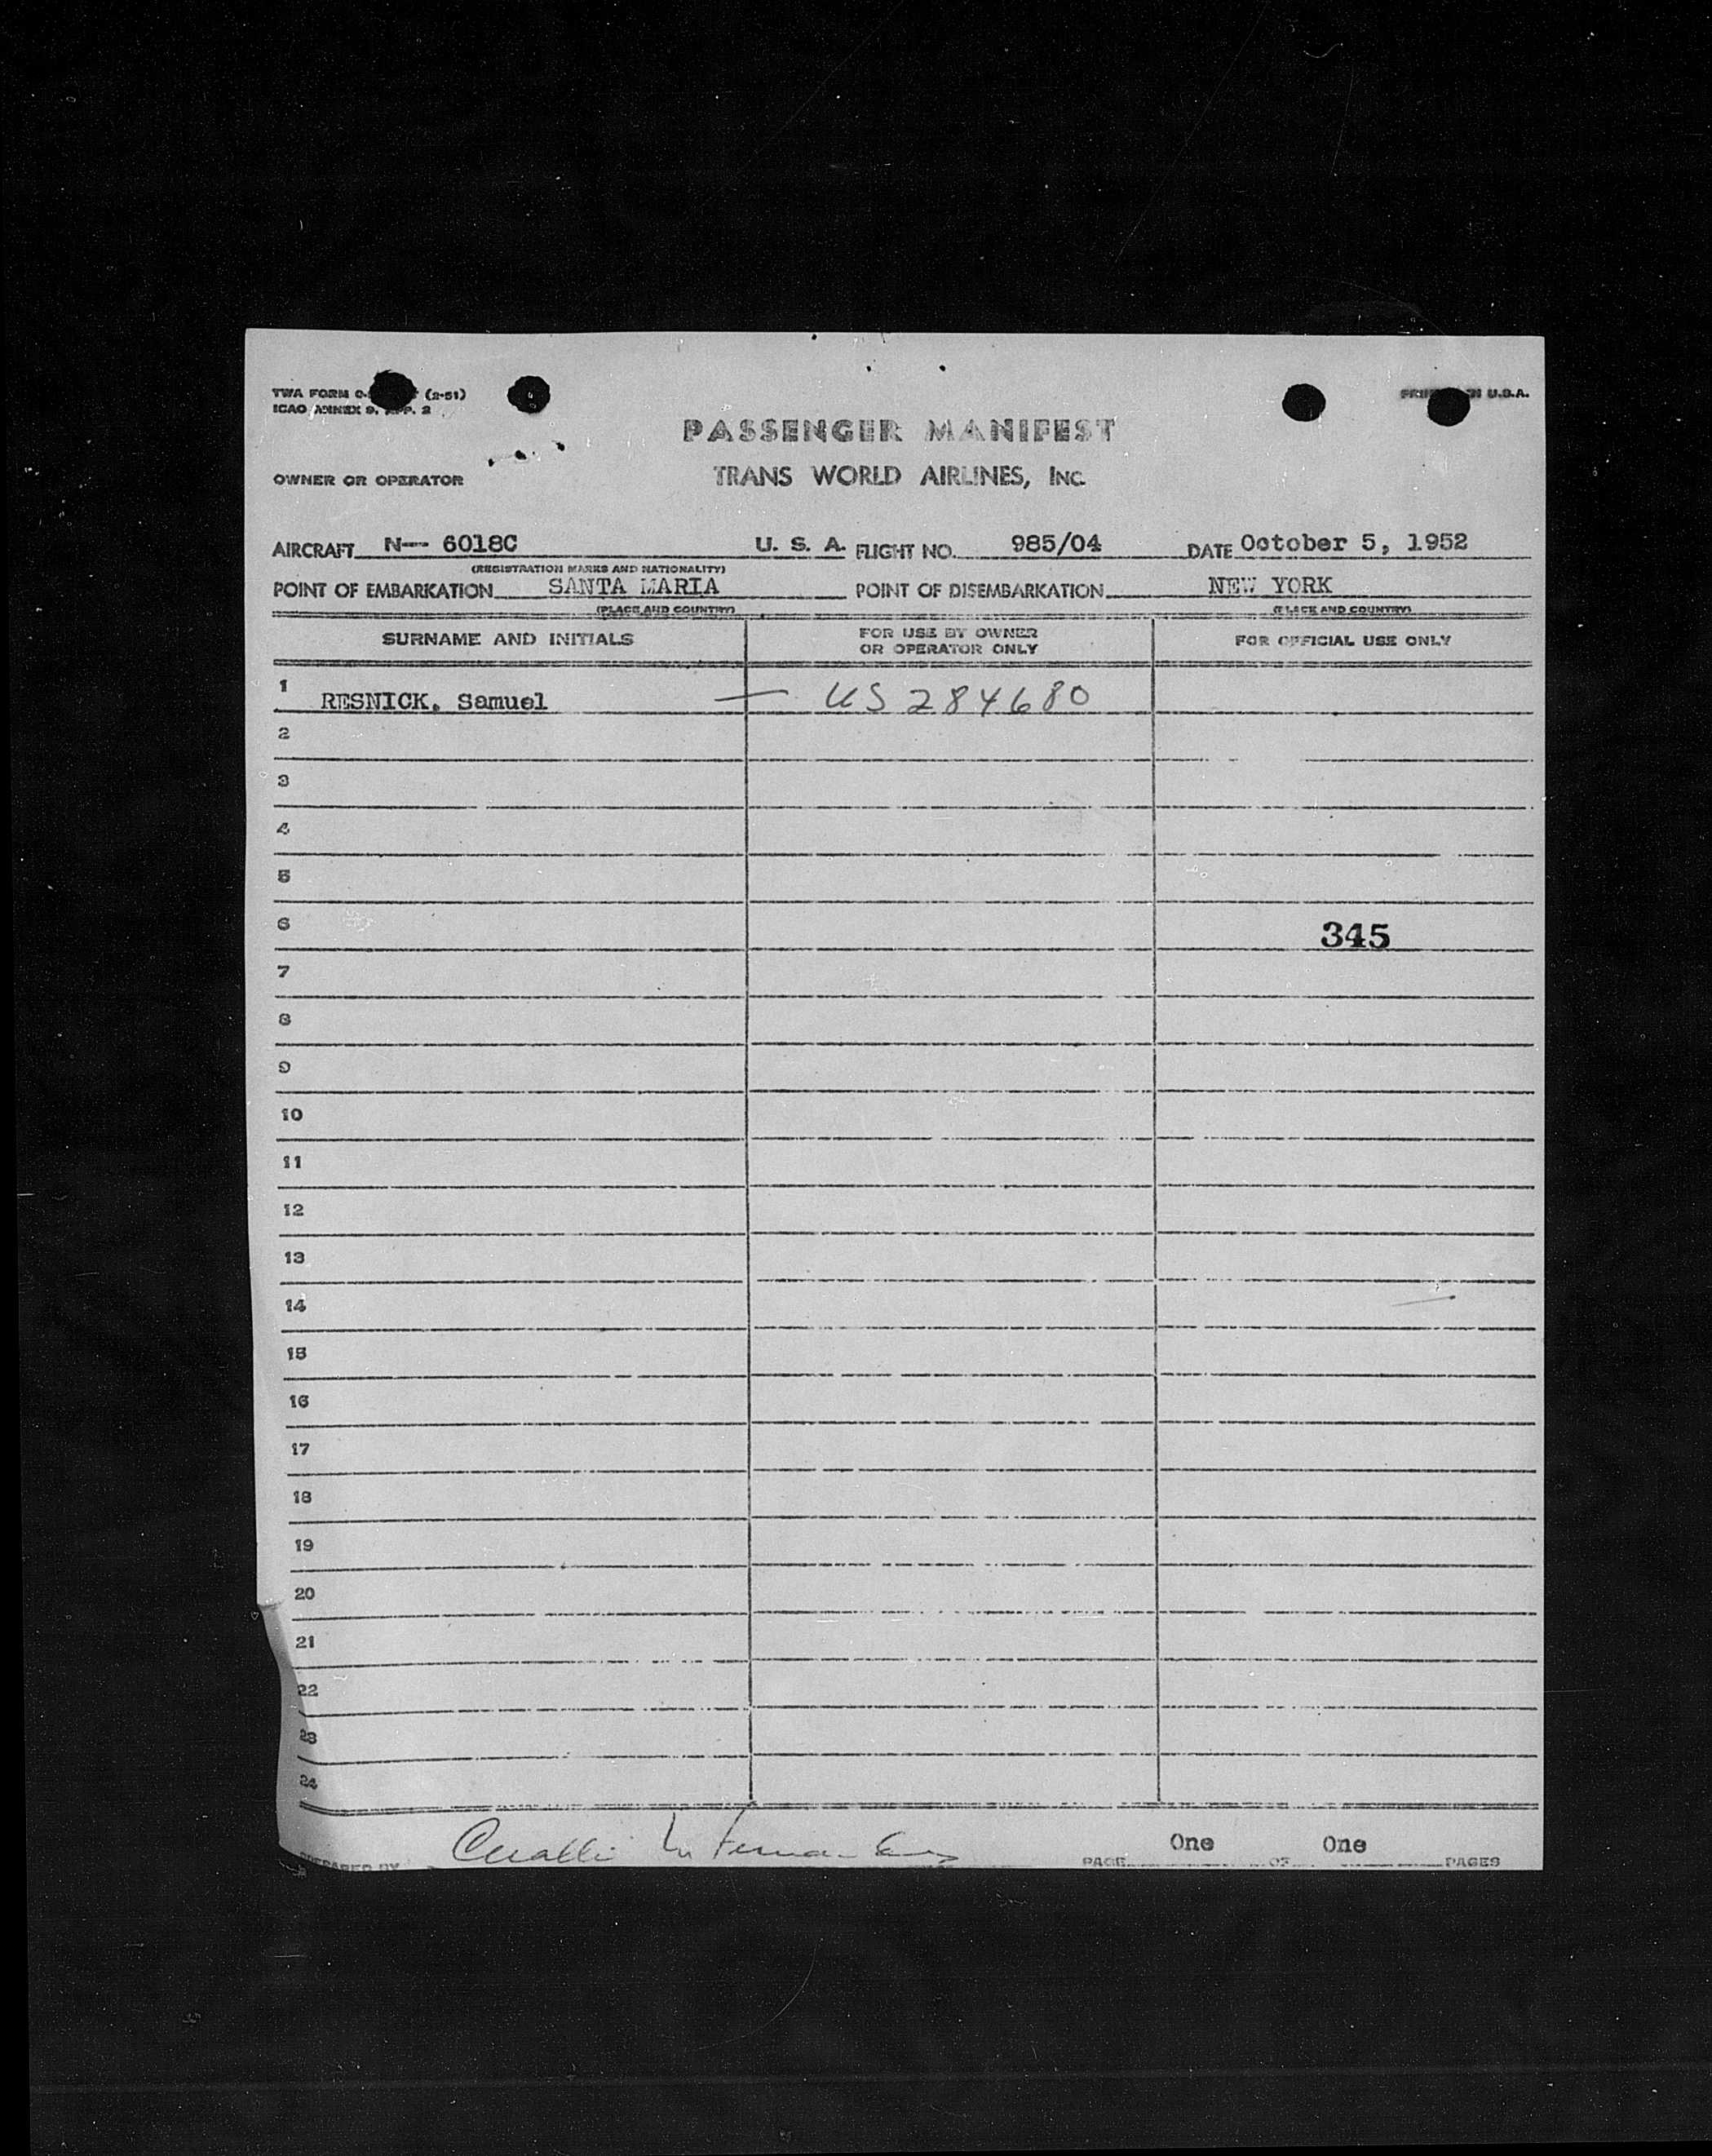 TWA FORM (2-51)
ICAO ANNEX 9, APP. 2
U.S.A.
PASSENGER MANIFEST
OWNER OR OPERATOR TRANS WORLD AIRLINES, INC.
AIRCRAFT N-- 6018C U. S. A. FLIGHT NO. 985/04 DATE October 5, 1952
(REGISTRATION MARKS AND NATIONALITY)
POINT OF EMBARKATION SANTA MARIA POINT OF DISEMBARKATION NEW YORK
(PLACE AND COUNTRY) (PLACE AND COUNTRY)
SURNAME AND INITIALS
FOR USE BY OWNER
OR OPERATOR ONLY
FOR OFFICIAL USE ONLY
1 RESNICK, Samuel — US 284680
2
3
4
5
6 345
7
8
9
10
11
12
13
14
15
16
17
18
19
20
21
22
23
24
PREPARED BY PAGE One OF One PAGES